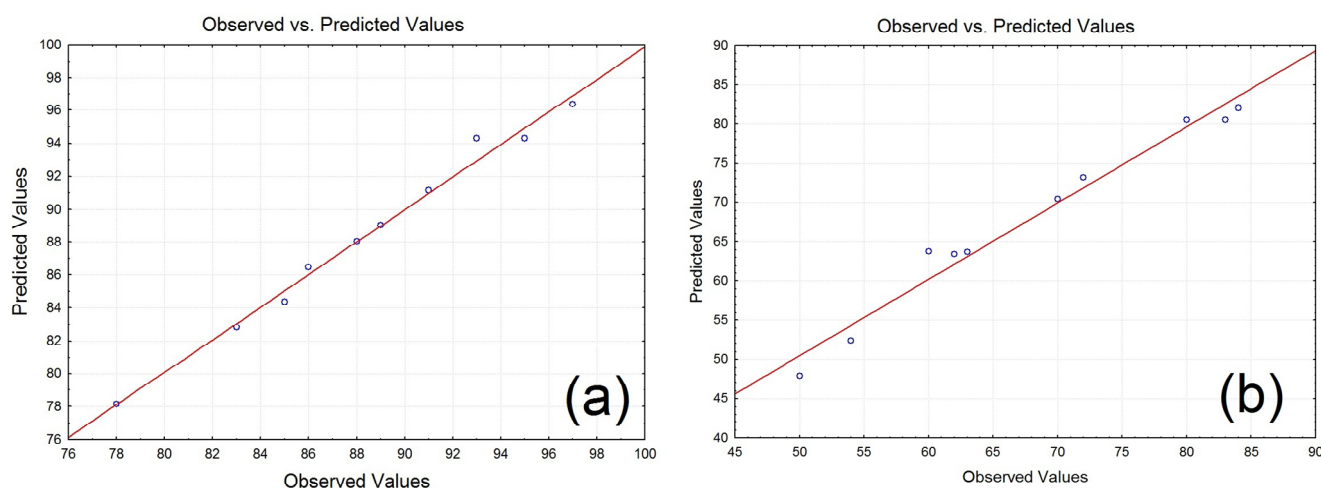 Observed vs. Predicted Values
100
98
96
94
92
90
88
86
84
82
80
78
76
Predicted Values
76 78 80 82 84 86 88 90 92 94 96 98 100
Observed Values
(a)
Observed vs. Predicted Values
90
85
80
75
70
65
60
55
50
45
40
Predicted Values
45 50 55 60 65 70 75 80 85 90
Observed Values
(b)